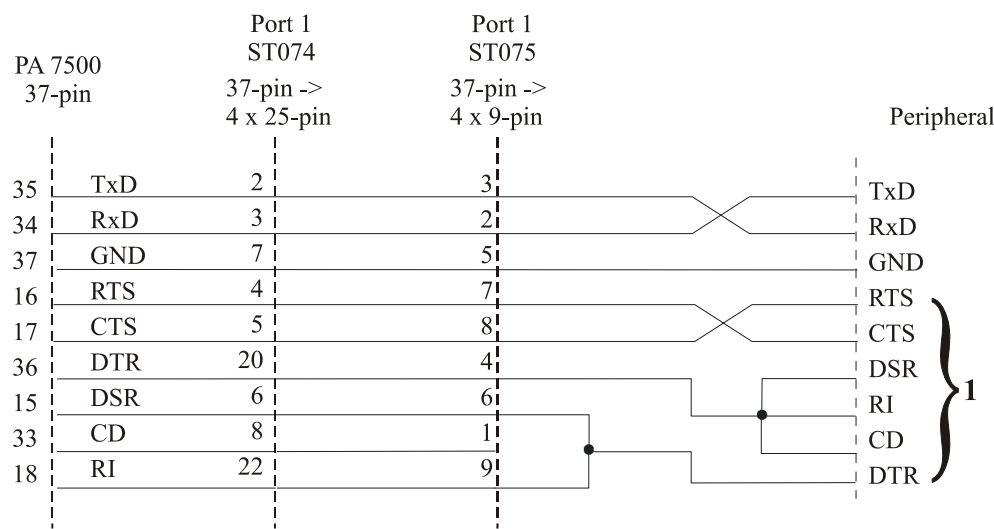 PA 7500
37-pin
Port 1
ST074
37-pin ->
4 x 25-pin
Port 1
ST075
37-pin ->
4 x 9-pin
Peripheral
35 TxD 2 3 TxD
34 RxD 3 2 RxD
37 GND 7 5 GND
16 RTS 4 7 RTS
17 CTS 5 8 CTS
36 DTR 20 4 DSR
15 DSR 6 6 RI
33 CD 8 1 CD
18 RI 22 9 DTR
1